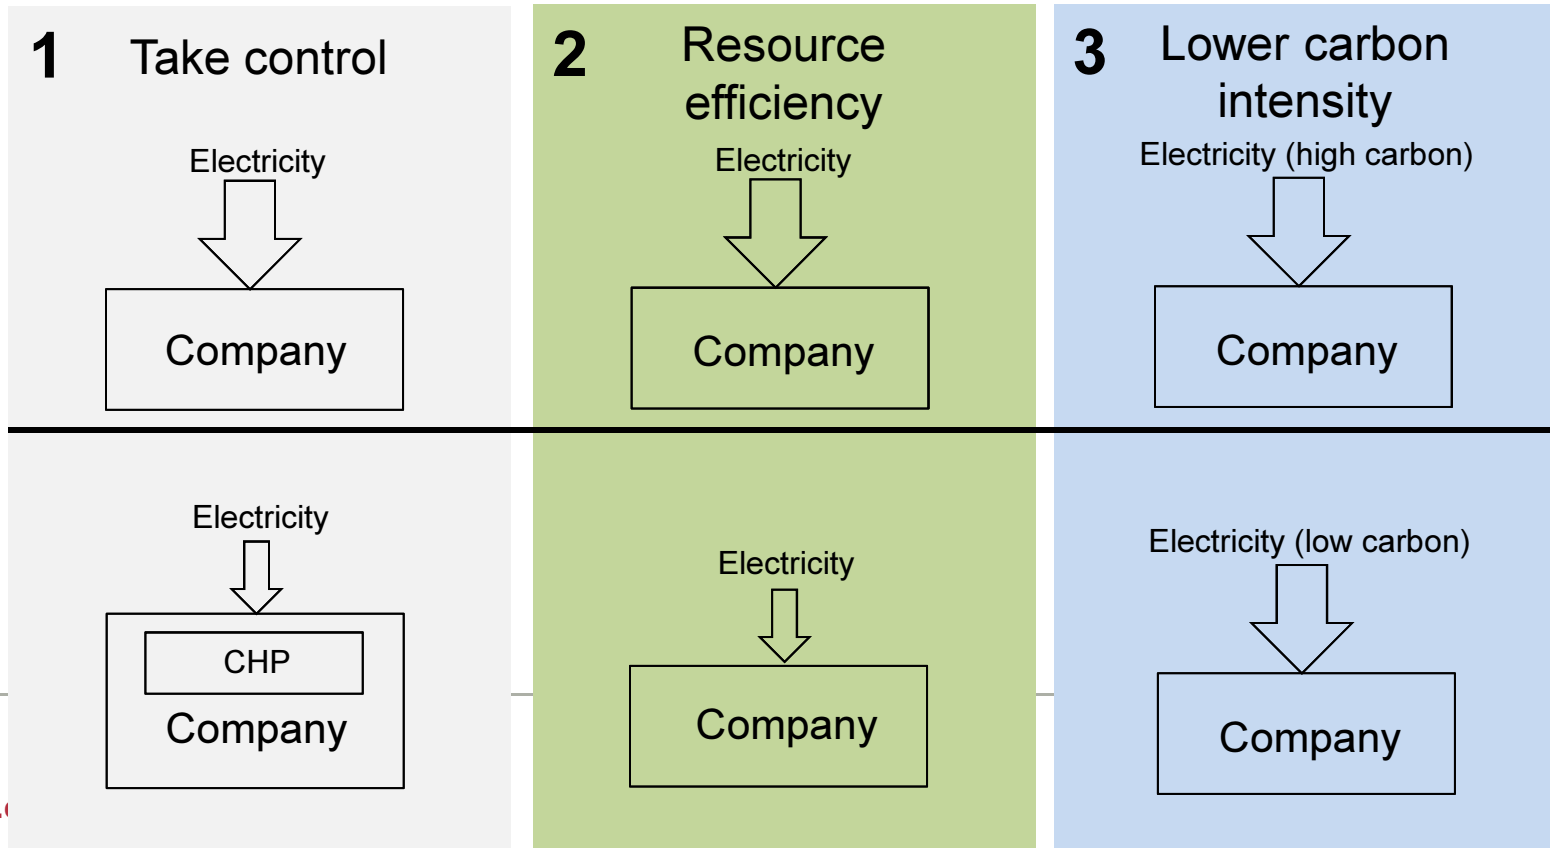 1 Take control
Electricity
Company
Electricity
CHP
Company
2 Resource
efficiency
Electricity
Company
Electricity
Company
3 Lower carbon
intensity
Electricity (high carbon)
Company
Electricity (low carbon)
Company